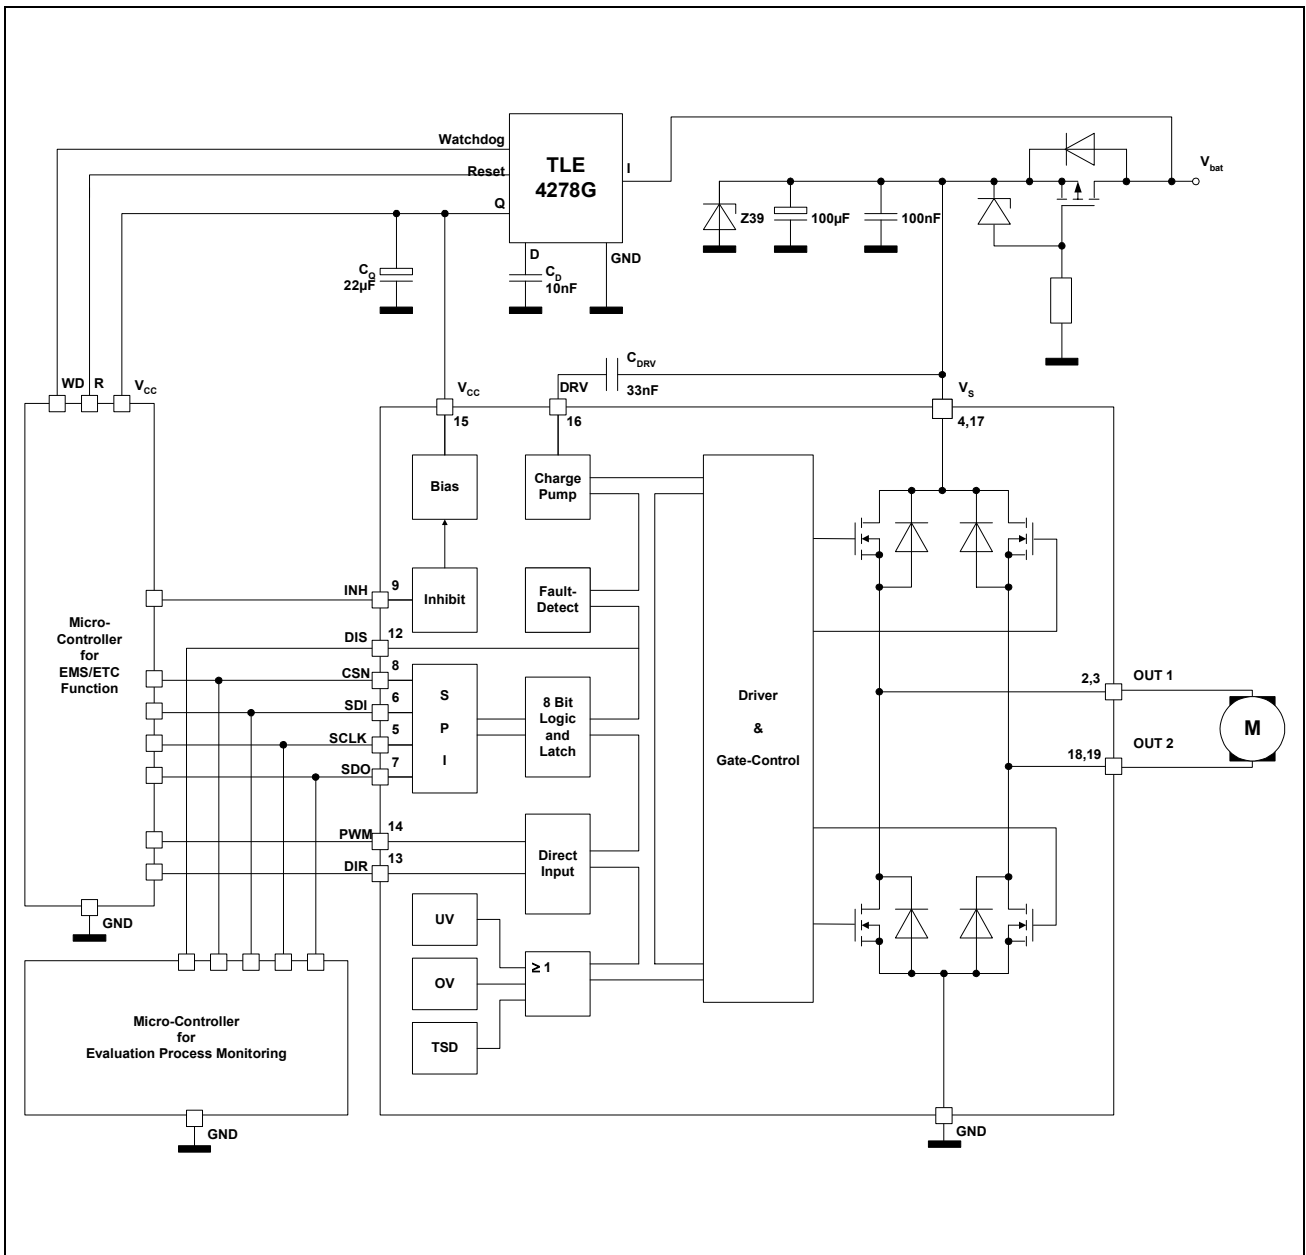 Watchdog
Reset
Q
TLE
4278G
I
D
GND
C_Q
22µF
C_D
10nF
Z39
100µF
100nF
V_bat
C_DRV
33nF
WD R V_CC
V_CC
15
DRV
16
V_S
4,17
Bias
Charge
Pump
INH 9
Inhibit
Fault-
Detect
DIS 12
CSN 8
SDI 6
SCLK 5
SDO 7
S
P
I
8 Bit
Logic
and
Latch
Micro-
Controller
for
EMS/ETC
Function
Driver
&
Gate-Control
2,3 OUT 1
18,19 OUT 2
M
PWM 14
DIR 13
Direct
Input
GND
UV
OV
TSD
≥ 1
Micro-Controller
for
Evaluation Process Monitoring
GND
GND